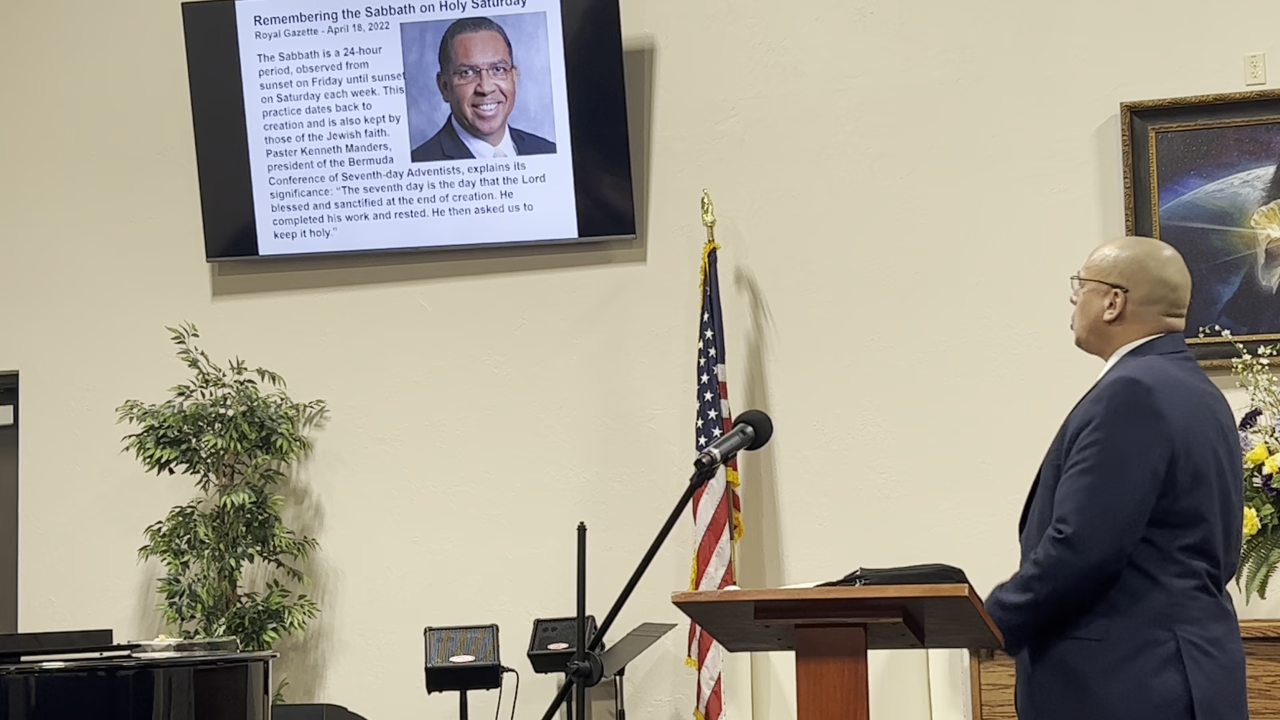 Remembering the Sabbath on Holy Saturday
Royal Gazette - April 18, 2022
The Sabbath is a 24-hour
period, observed from
sunset on Friday until sunset
on Saturday each week. This
practice dates back to
creation and is also kept by
those of the Jewish faith.
Paster Kenneth Manders,
president of the Bermuda
Conference of Seventh-day Adventists, explains its
significance: “The seventh day is the day that the Lord
blessed and sanctified at the end of creation. He
completed his work and rested. He then asked us to
keep it holy.”